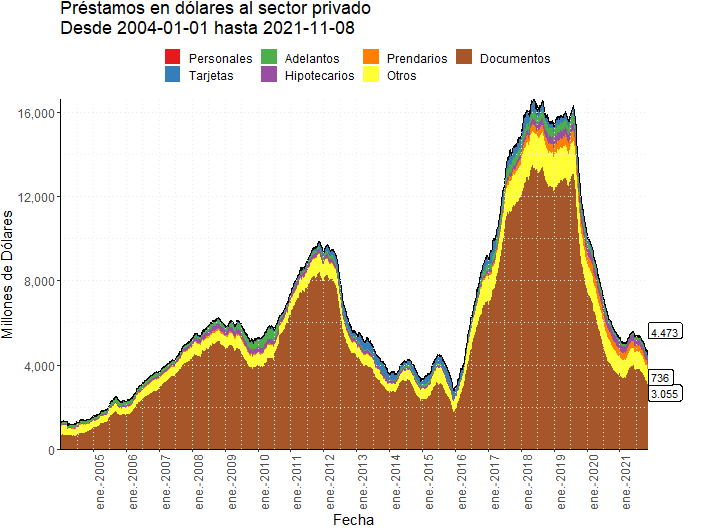 Préstamos en dólares al sector privado
Desde 2004-01-01 hasta 2021-11-08
Personales Adelantos Prendarios Documentos
Tarjetas Hipotecarios Otros
Millones de Dólares
16,000
12,000
8,000
4,000
0
4.473
736
3.055
ene.-2005
ene.-2006
ene.-2007
ene.-2008
ene.-2009
ene.-2010
ene.-2011
ene.-2012
ene.-2013
ene.-2014
ene.-2015
ene.-2016
ene.-2017
ene.-2018
ene.-2019
ene.-2020
ene.-2021
Fecha